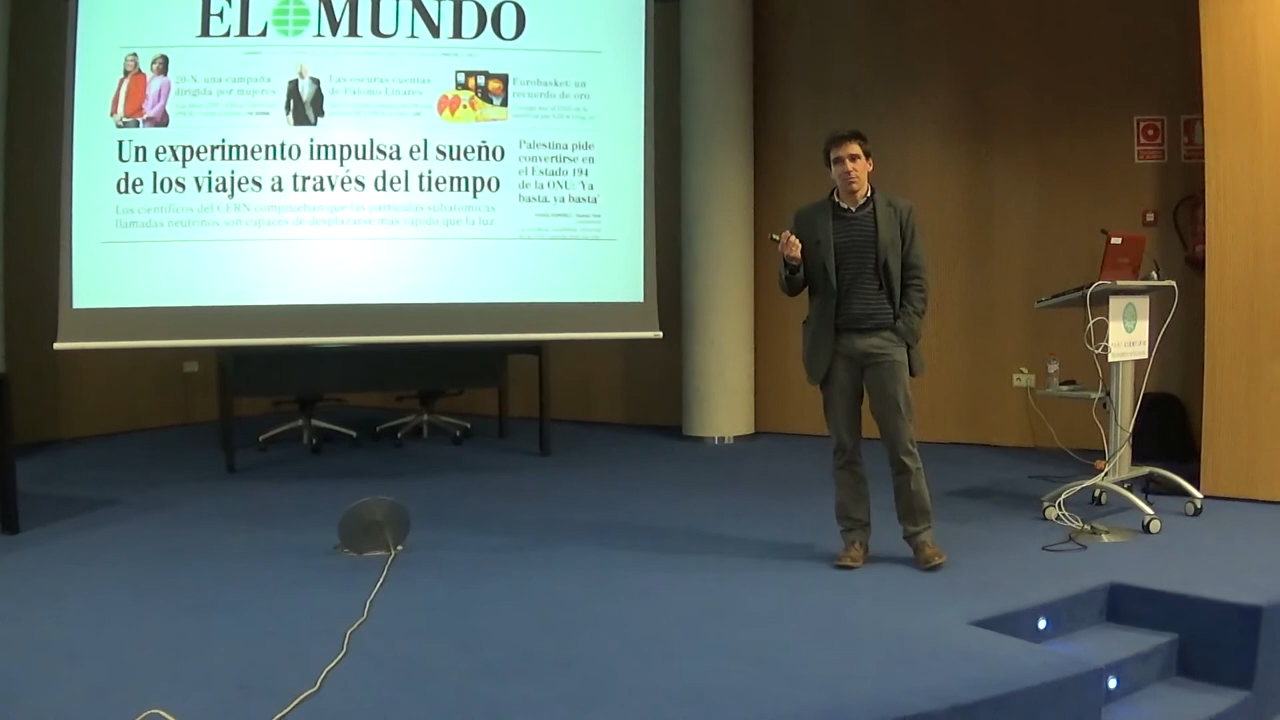 EL MUNDO
20-N, una campaña
dirigida por mujeres
Las oscuras cuentas
de Palomo Linares
Eurobasket: un
recuerdo de oro
Un experimento impulsa el sueño
de los viajes a través del tiempo
Los científicos del CERN comprueban que las partículas subatómicas
llamadas neutrinos son capaces de desplazarse más rápido que la luz
Palestina pide
convertirse en
el Estado 194
de la ONU: 'Ya
basta, ya basta'